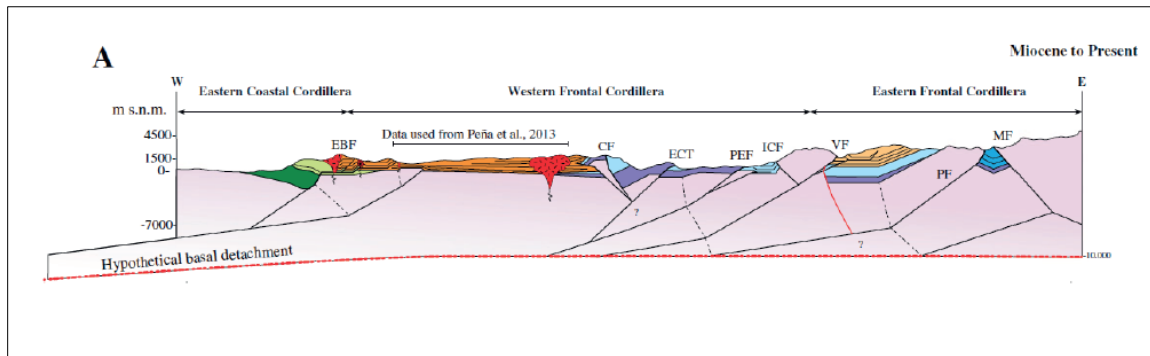 A
Miocene to Present
W
E
Eastern Coastal Cordillera
Western Frontal Cordillera
Eastern Frontal Cordillera
m s.n.m.
Data used from Peña et al., 2013
4500
1500
0
-7000
EBF
CF
ECT
PEF
ICF
VF
MF
PF
?
?
Hypothetical basal detachment
-10.000